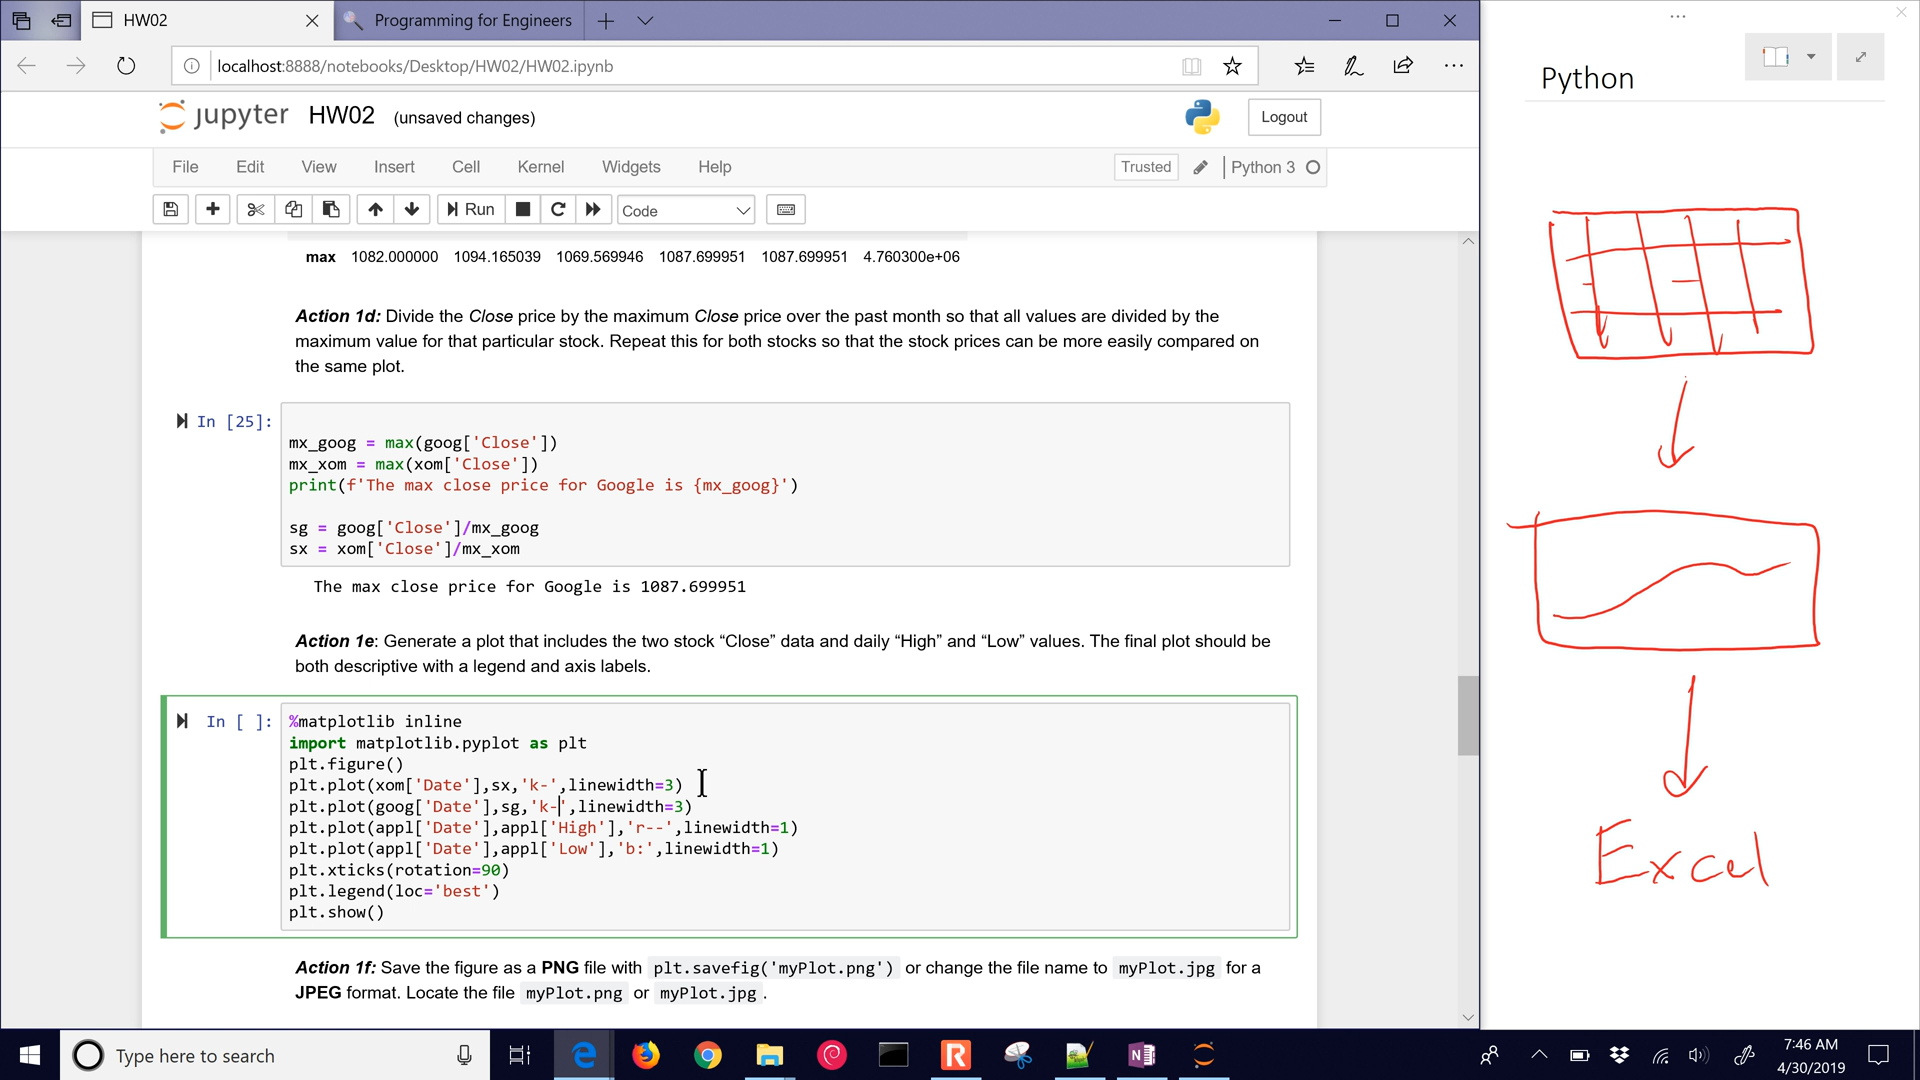 HW02
Programming for Engineers
localhost:8888/notebooks/Desktop/HW02/HW02.ipynb
jupyter HW02 (unsaved changes)
Logout
File Edit View Insert Cell Kernel Widgets Help
Trusted
Python 3
Run
Code
max 1082.000000 1094.165039 1069.569946 1087.699951 1087.699951 4.760300e+06
Action 1d: Divide the Close price by the maximum Close price over the past month so that all values are divided by the
maximum value for that particular stock. Repeat this for both stocks so that the stock prices can be more easily compared on
the same plot.
In [25]:
mx_goog = max(goog['Close'])
mx_xom = max(xom['Close'])
print(f'The max close price for Google is {mx_goog}')
sg = goog['Close']/mx_goog
sx = xom['Close']/mx_xom
The max close price for Google is 1087.699951
Action 1e: Generate a plot that includes the two stock “Close” data and daily “High” and “Low” values. The final plot should be
both descriptive with a legend and axis labels.
In [ ]:
%matplotlib inline
import matplotlib.pyplot as plt
plt.figure()
plt.plot(xom['Date'],sx,'k-',linewidth=3)
plt.plot(goog['Date'],sg,'k-',linewidth=3)
plt.plot(appl['Date'],appl['High'],'r--',linewidth=1)
plt.plot(appl['Date'],appl['Low'],'b:',linewidth=1)
plt.xticks(rotation=90)
plt.legend(loc='best')
plt.show()
Action 1f: Save the figure as a PNG file with plt.savefig('myPlot.png') or change the file name to myPlot.jpg for a
JPEG format. Locate the file myPlot.png or myPlot.jpg.
Python
Excel
Type here to search
7:46 AM
4/30/2019